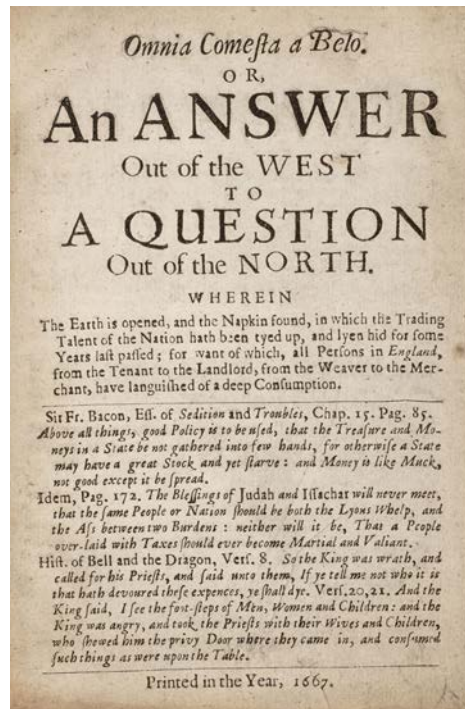 Omnia Comeſta a Belo.
OR,
An ANSWER
Out of the WEST
TO
A QUESTION
Out of the NORTH.
WHEREIN
The Earth is opened, and the Napkin found, in which the Trading
Talent of the Nation hath been tyed up, and lyen hid for ſome
Years laſt paſſed; for want of which, all Perſons in England,
from the Tenant to the Landlord, from the Weaver to the Mer-
chant, have languiſhed of a deep Conſumption.
Sir Fr. Bacon, Eſſ. of Sedition and Troubles, Chap. 15. Pag. 85.
Above all things, good Policy is to be uſed, that the Treaſure and Mo-
neys in a State be not gathered into few hands, for otherwiſe a State
may have a great Stock and yet ſtarve: and Money is like Muck,
not good except it be ſpread.
Idem, Pag. 172. The Bleſſings of Judah and Iſſachar will never meet,
that the ſame People or Nation ſhould be both the Lyons Whelp, and
the Aſs between two Burdens: neither will it be, That a People
over-laid with Taxes ſhould ever become Martial and Valiant.
Hiſt. of Bell and the Dragon, Verſ. 8. So the King was wrath, and
called for his Prieſts, and ſaid unto them, If ye tell me not who it is
that hath devoured theſe expences, ye ſhall dye. Verſ. 20, 21. And the
King ſaid, I ſee the foot-ſteps of Men, Women and Children: and the
King was angry, and took the Prieſts with their Wives and Children,
who ſhewed him the privy Door where they came in, and conſumed
ſuch things as were upon the Table.
Printed in the Year, 1667.